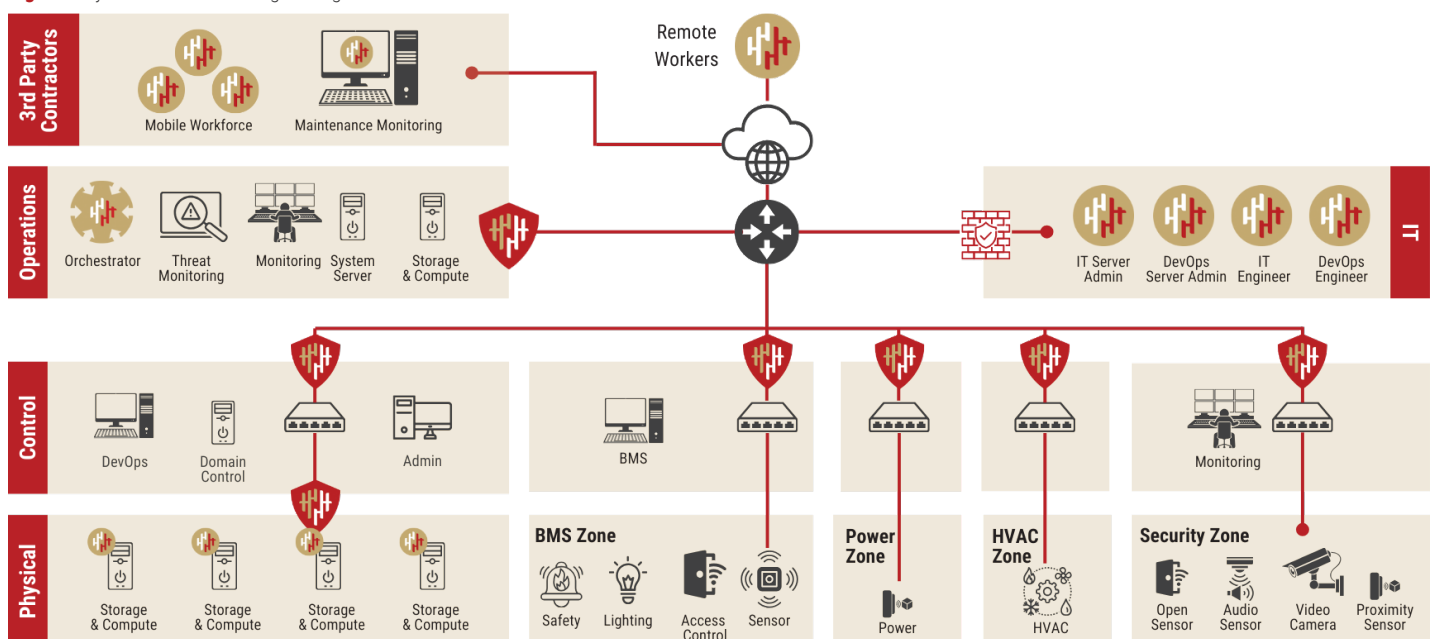 3rd Party
Contractors
Mobile Workforce
Maintenance Monitoring
Remote
Workers
Operations
Orchestrator
Threat
Monitoring
Monitoring
System
Server
Storage
& Compute
IT Server
Admin
DevOps
Server Admin
IT
Engineer
DevOps
Engineer
IT
Control
DevOps
Domain
Control
Admin
BMS
Monitoring
Physical
Storage
& Compute
Storage
& Compute
Storage
& Compute
Storage
& Compute
BMS Zone
Safety
Lighting
Access
Control
Sensor
Power
Zone
Power
HVAC
Zone
HVAC
Security Zone
Open
Sensor
Audio
Sensor
Video
Camera
Proximity
Sensor